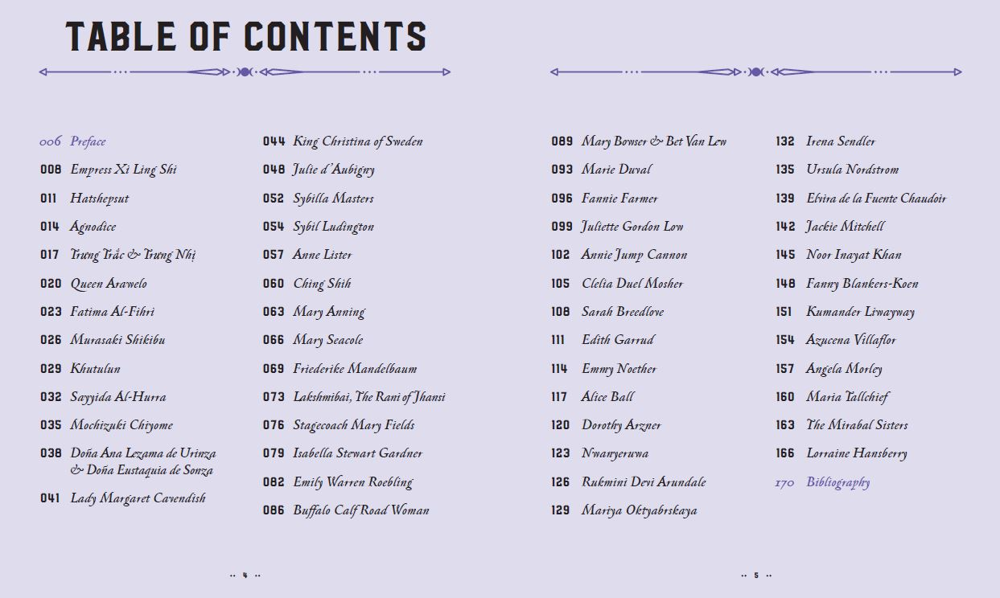 TABLE OF CONTENTS
006 Preface
008 Empress Xi Ling Shi
011 Hatshepsut
014 Agnodice
017 Trưng Trắc & Trưng Nhị
020 Queen Arawelo
023 Fatima Al-Fihri
026 Murasaki Shikibu
029 Khutulun
032 Sayyida Al-Hurra
035 Mochizuki Chiyome
038 Doña Ana Lezama de Urinza
& Doña Eustaquia de Sonza
041 Lady Margaret Cavendish
044 King Christina of Sweden
048 Julie d'Aubigny
052 Sybilla Masters
054 Sybil Ludington
057 Anne Lister
060 Ching Shih
063 Mary Anning
066 Mary Seacole
069 Friederike Mandelbaum
073 Lakshmibai, The Rani of Jhansi
076 Stagecoach Mary Fields
079 Isabella Stewart Gardner
082 Emily Warren Roebling
086 Buffalo Calf Road Woman
·· 4 ··
089 Mary Bowser & Bet Van Lew
093 Marie Duval
096 Fannie Farmer
099 Juliette Gordon Low
102 Annie Jump Cannon
105 Clelia Duel Mosher
108 Sarah Breedlove
111 Edith Garrud
114 Emmy Noether
117 Alice Ball
120 Dorothy Arzner
123 Nwanyeruwa
126 Rukmini Devi Arundale
129 Mariya Oktyabrskaya
132 Irena Sendler
135 Ursula Nordstrom
139 Elvira de la Fuente Chaudoir
142 Jackie Mitchell
145 Noor Inayat Khan
148 Fanny Blankers-Koen
151 Kumander Liwayway
154 Azucena Villaflor
157 Angela Morley
160 Maria Tallchief
163 The Mirabal Sisters
166 Lorraine Hansberry
170 Bibliography
·· 5 ··